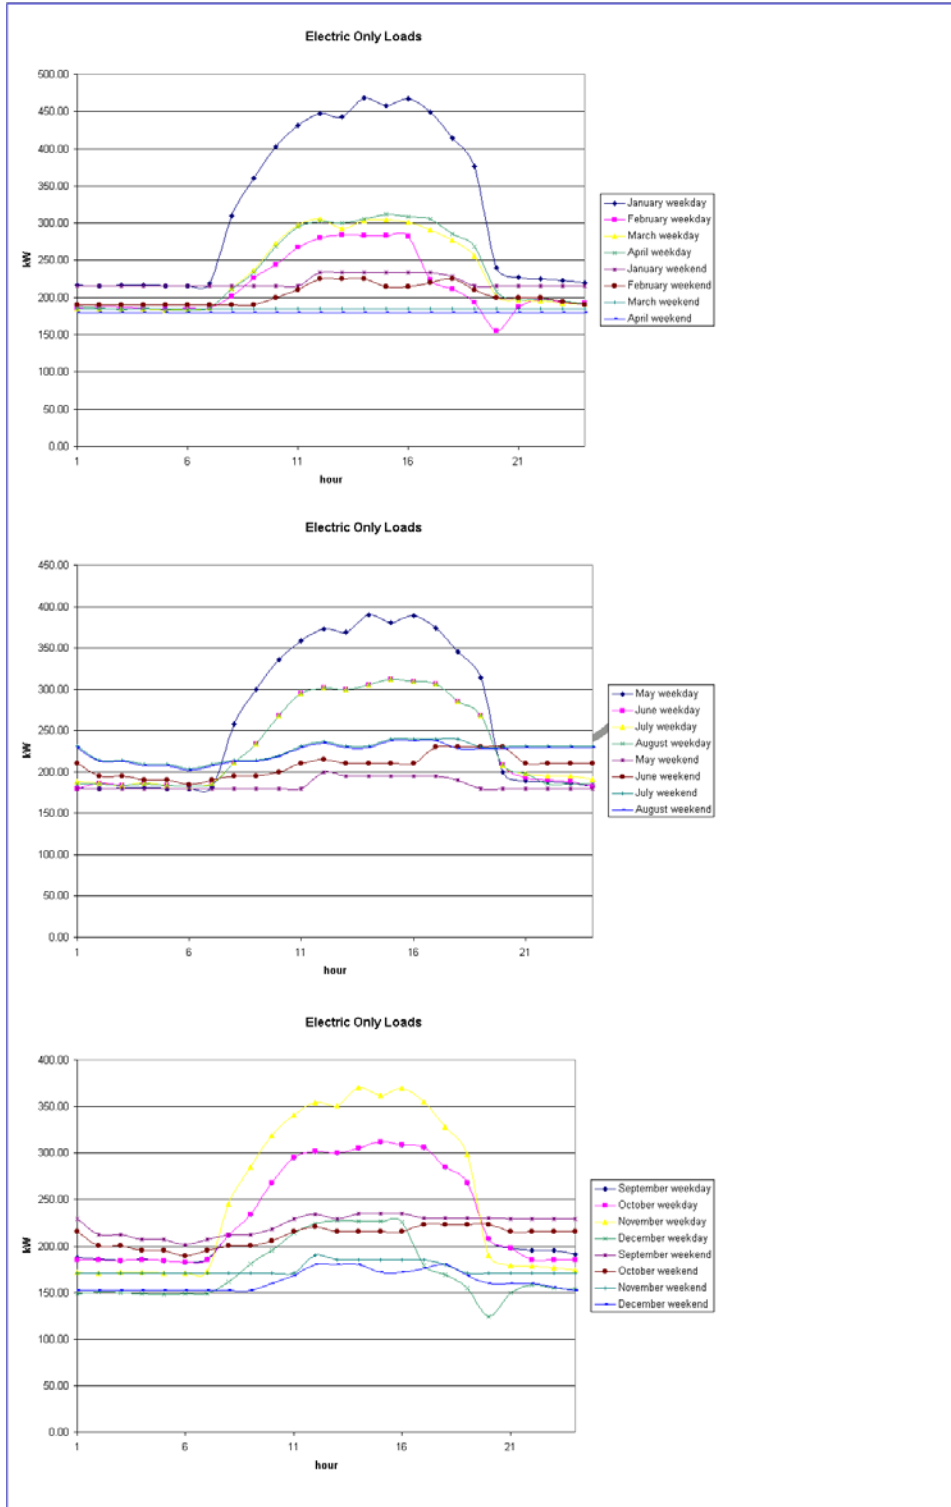 Electric Only Loads
500.00
450.00
400.00
350.00
300.00
250.00
200.00
150.00
100.00
50.00
0.00
kW
1 6 11 16 21
hour
January weekday
February weekday
March weekday
April weekday
January weekend
February weekend
March weekend
April weekend
Electric Only Loads
450.00
400.00
350.00
300.00
250.00
200.00
150.00
100.00
50.00
0.00
kW
1 6 11 16 21
hour
May weekday
June weekday
July weekday
August weekday
May weekend
June weekend
July weekend
August weekend
Electric Only Loads
400.00
350.00
300.00
250.00
200.00
150.00
100.00
50.00
0.00
kW
1 6 11 16 21
hour
September weekday
October weekday
November weekday
December weekday
September weekend
October weekend
November weekend
December weekend